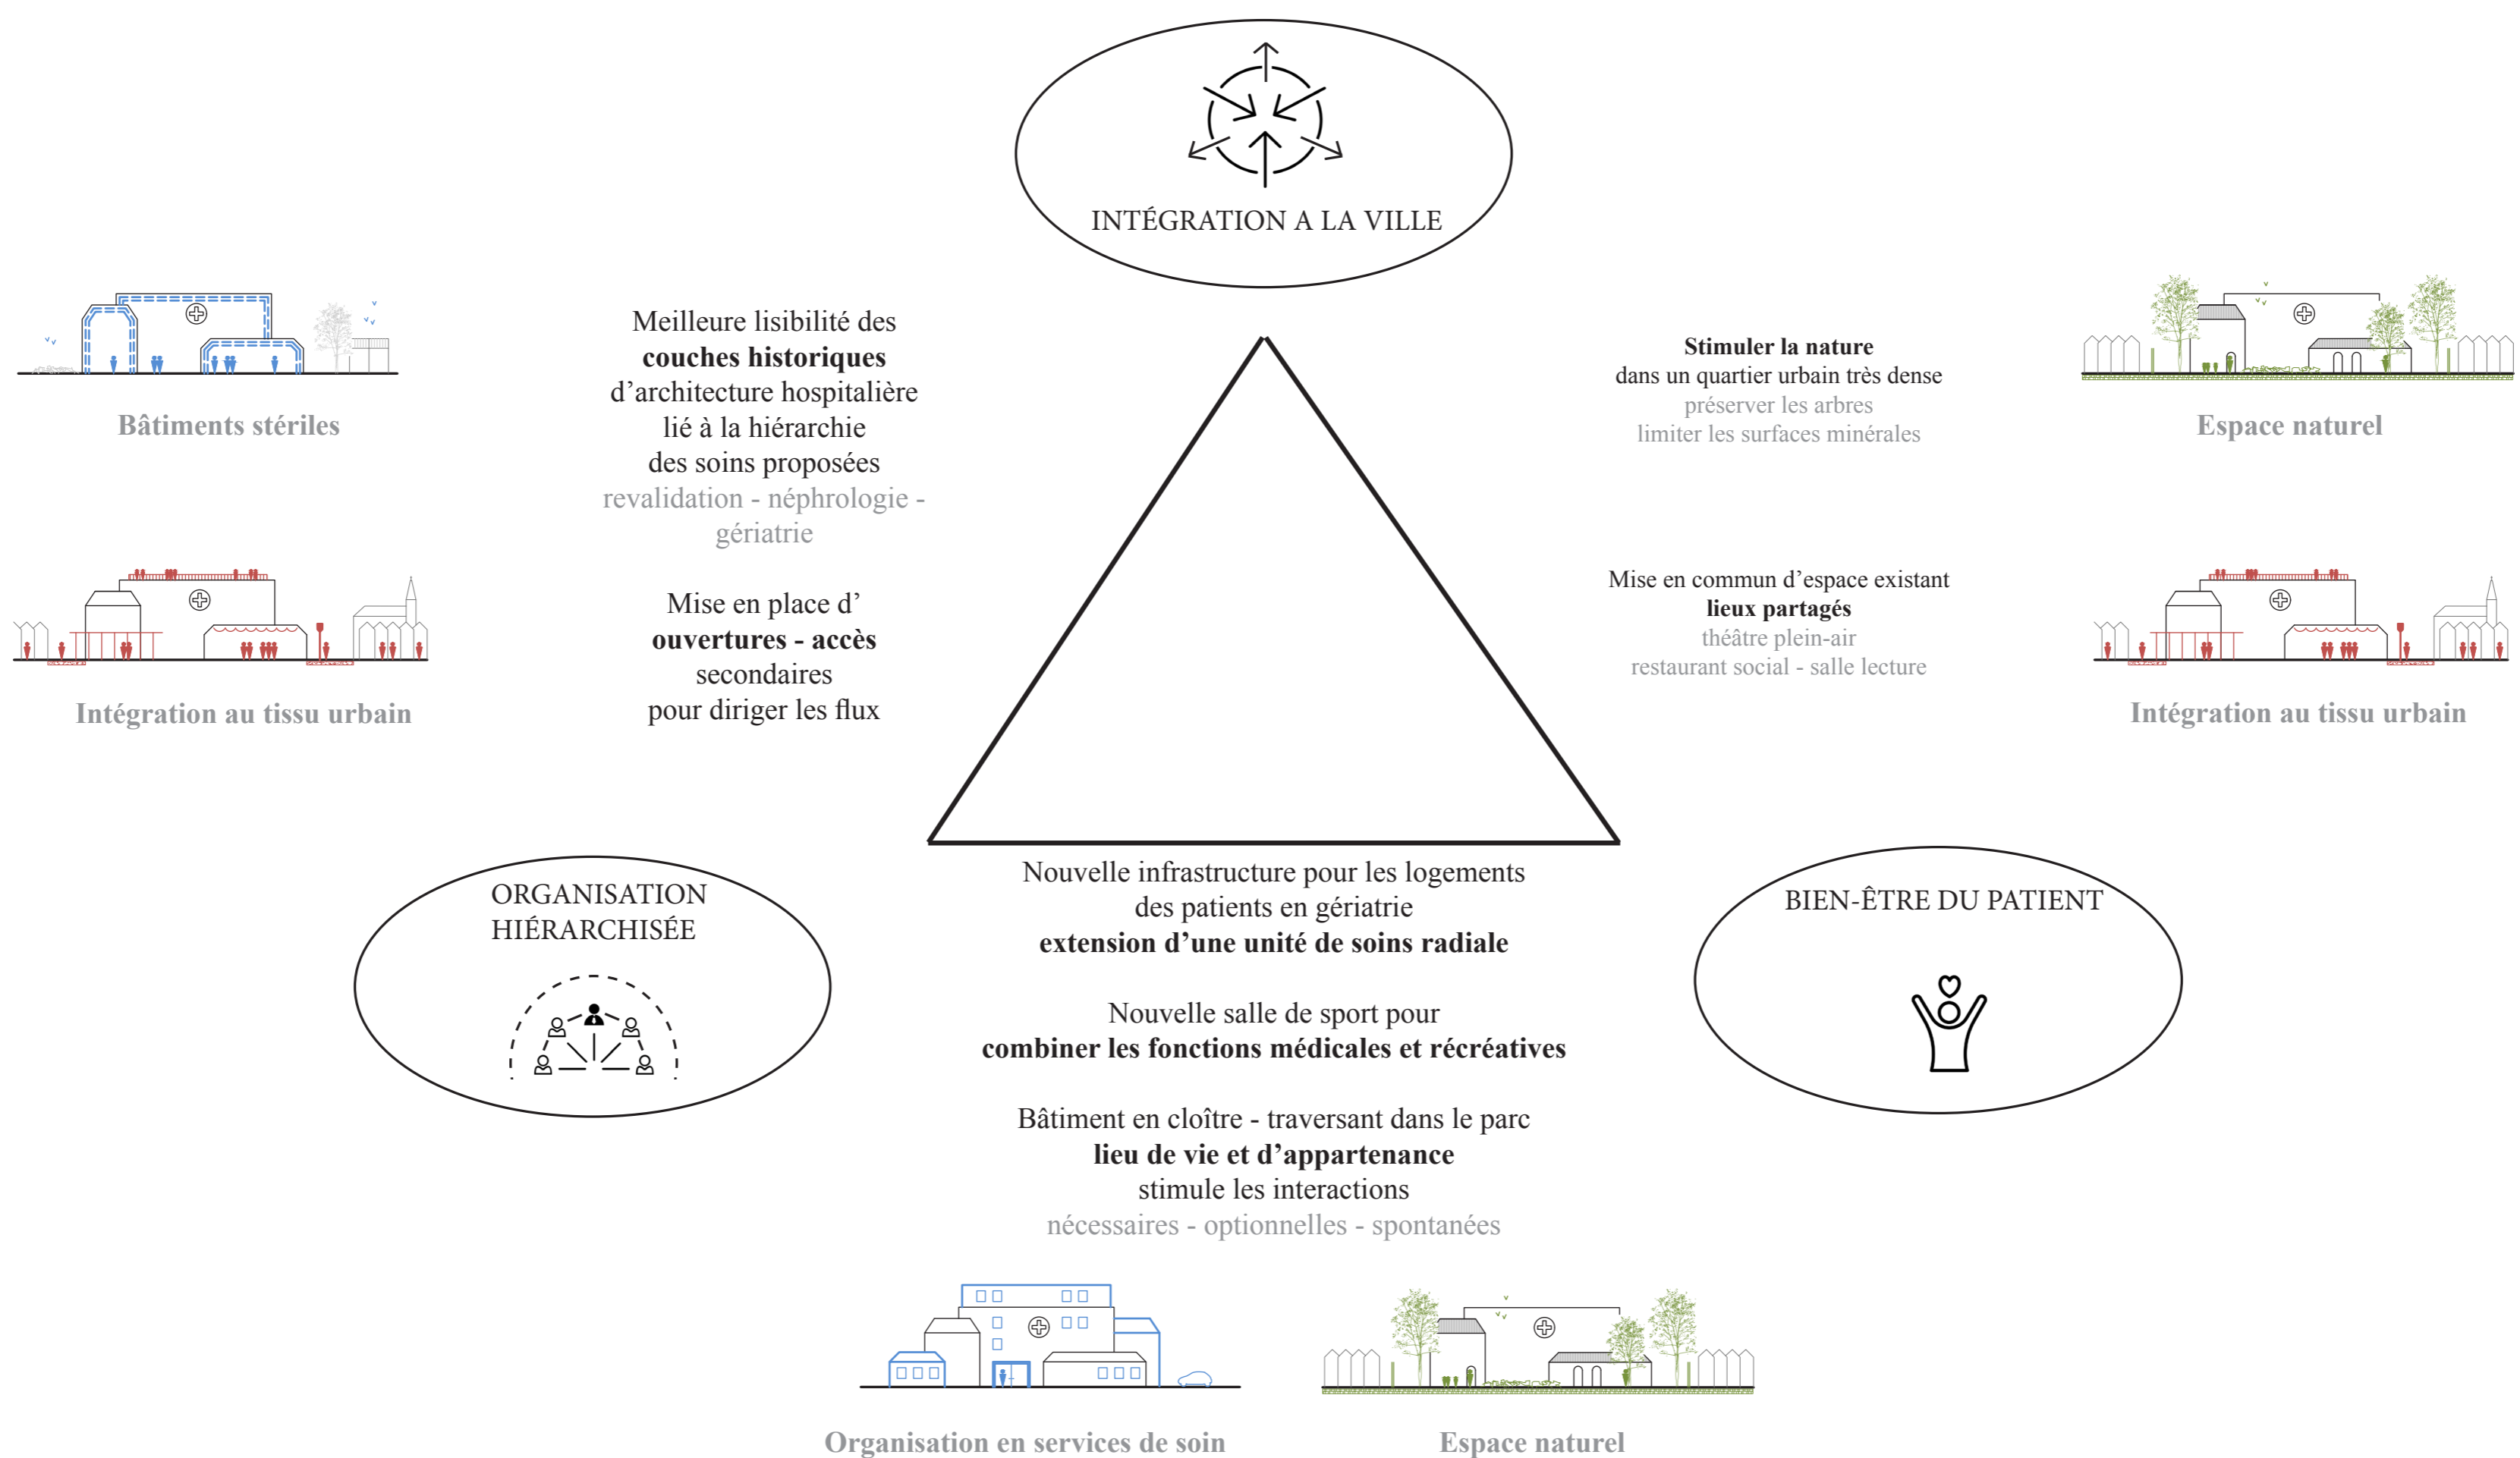 INTÉGRATION A LA VILLE
Bâtiments stériles
Meilleure lisibilité des
couches historiques
d’architecture hospitalière
lié à la hiérarchie
des soins proposées
revalidation - néphrologie -
gériatrie
Stimuler la nature
dans un quartier urbain très dense
préserver les arbres
limiter les surfaces minérales
Espace naturel
Intégration au tissu urbain
Mise en place d’
ouvertures - accès
secondaires
pour diriger les flux
Mise en commun d’espace existant
lieux partagés
théâtre plein-air
restaurant social - salle lecture
Intégration au tissu urbain
ORGANISATION
HIÉRARCHISÉE
Nouvelle infrastructure pour les logements
des patients en gériatrie
extension d’une unité de soins radiale
Nouvelle salle de sport pour
combiner les fonctions médicales et récréatives
Bâtiment en cloître - traversant dans le parc
lieu de vie et d’appartenance
stimule les interactions
nécessaires - optionnelles - spontanées
BIEN-ÊTRE DU PATIENT
Organisation en services de soin
Espace naturel